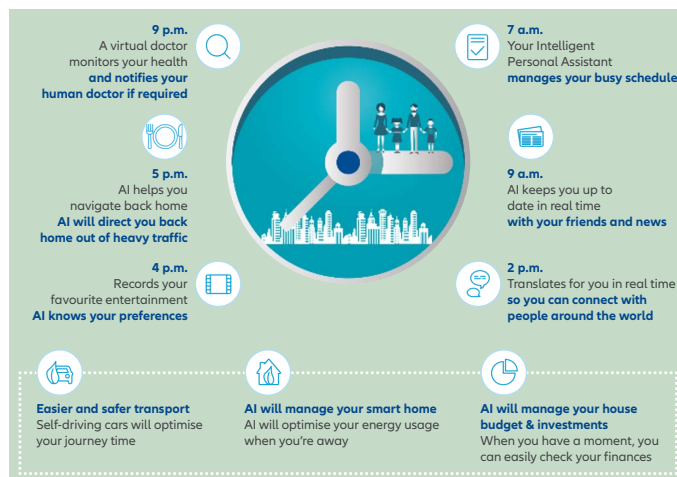 9 p.m.
A virtual doctor
monitors your health
and notifies your
human doctor if required
5 p.m.
AI helps you
navigate back home
AI will direct you back
home out of heavy traffic
4 p.m.
Records your
favourite entertainment
AI knows your preferences
7 a.m.
Your Intelligent
Personal Assistant
manages your busy schedule
9 a.m.
AI keeps you up to
date in real time
with your friends and news
2 p.m.
Translates for you in real time
so you can connect with
people around the world
Easier and safer transport
Self-driving cars will optimise
your journey time
AI will manage your smart home
AI will optimise your energy usage
when you're away
AI will manage your house
budget & investments
When you have a moment, you
can easily check your finances